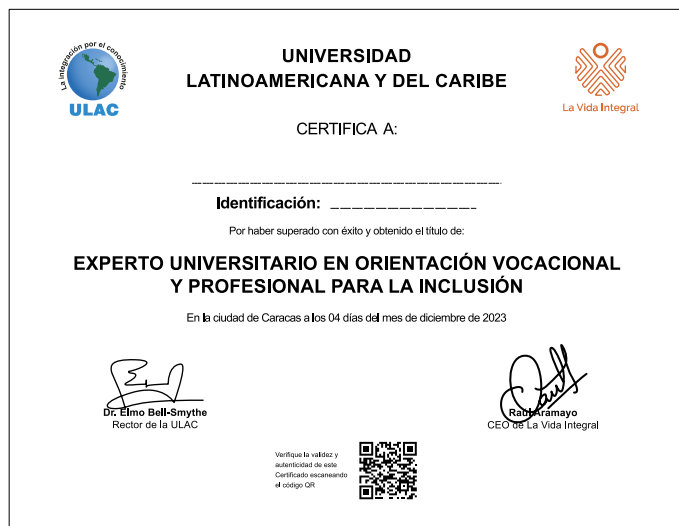 La integración por el conocimiento
ULAC
UNIVERSIDAD
LATINOAMERICANA Y DEL CARIBE
La Vida Integral
CERTIFICA A:
Identificación:
Por haber superado con éxito y obtenido el título de:
EXPERTO UNIVERSITARIO EN ORIENTACIÓN VOCACIONAL
Y PROFESIONAL PARA LA INCLUSIÓN
En la ciudad de Caracas a los 04 días del mes de diciembre de 2023
Dr. Elmo Bell-Smythe
Rector de la ULAC
Raúl Aramayo
CEO de La Vida Integral
Verifique la validez y
autenticidad de este
Certificado escaneando
el código QR